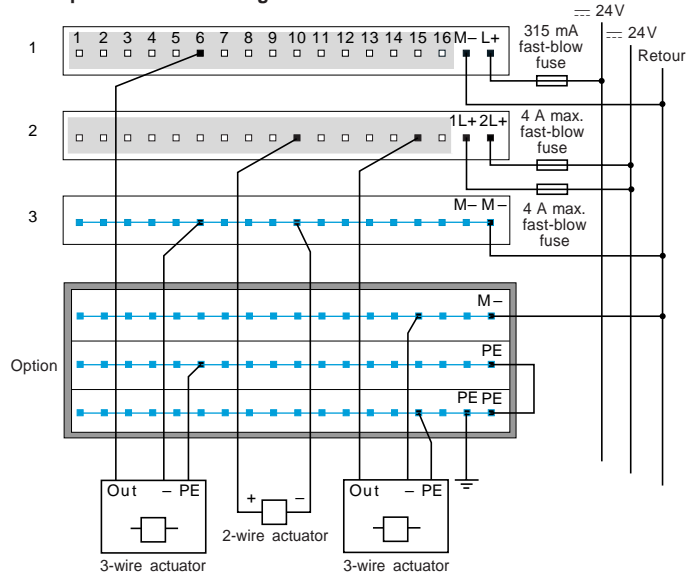 ⎓ 24V
⎓ 24V
Retour
1
1 2 3 4 5 6 7 8 9 10 11 12 13 14 15 16 M– L+
315 mA
fast-blow
fuse
2
1L+ 2L+
4 A max.
fast-blow
fuse
3
M– M–
4 A max.
fast-blow
fuse
Option
M–
PE
PE PE
Out – PE
3-wire actuator
+ –
2-wire actuator
Out – PE
3-wire actuator